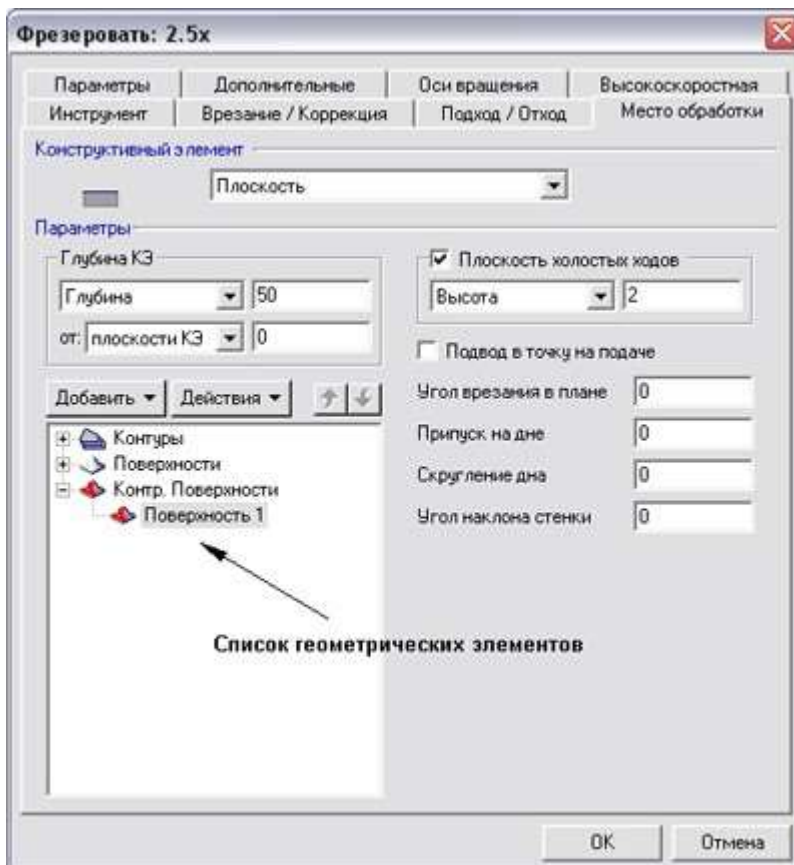 Фрезеровать: 2.5x
Параметры Дополнительные Оси вращения Высокоскоростная
Инструмент Врезание / Коррекция Подход / Отход Место обработки
Конструктивный элемент
Плоскость
Параметры
Глубина КЭ
Глубина 50
от: плоскости КЭ 0
Плоскость холостых ходов
Высота 2
Подвод в точку на подаче
Добавить Действия
Угол врезания в плане 0
Припуск на дне 0
Скругление дна 0
Угол наклона стенки 0
Контуры
Поверхности
Контр. Поверхности
Поверхность 1
Список геометрических элементов
OK Отмена